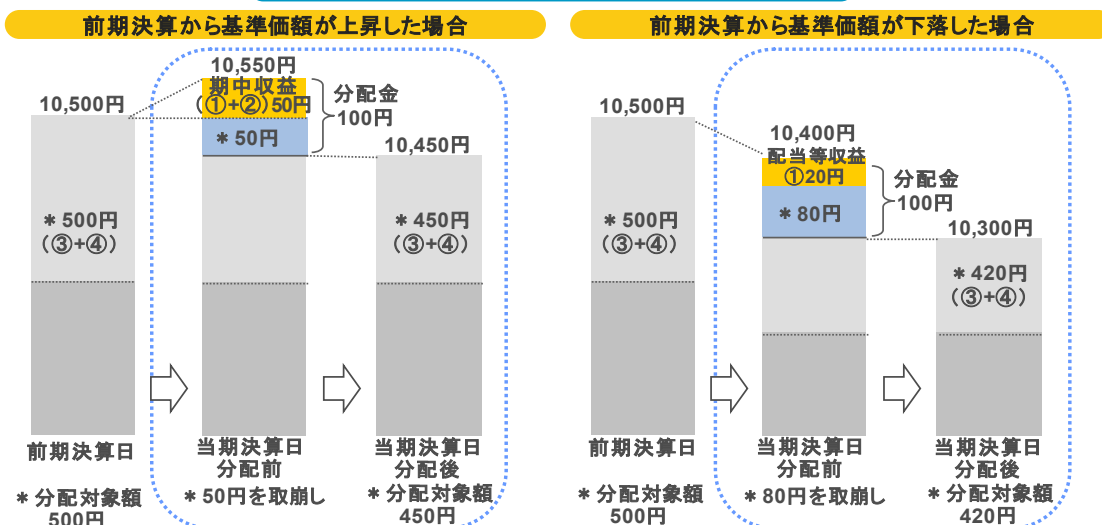 前期決算から基準価額が上昇した場合
10,550円
期中収益
(①+②)50円
分配金
100円
10,500円
＊50円
10,450円
＊500円
(③+④)
＊450円
(③+④)
前期決算日
当期決算日
分配前
当期決算日
分配後
＊分配対象額
500円
＊50円を取崩し
＊分配対象額
450円
前期決算から基準価額が下落した場合
10,500円
10,400円
配当等収益
①20円
分配金
100円
＊80円
10,300円
＊500円
(③+④)
＊420円
(③+④)
前期決算日
当期決算日
分配前
当期決算日
分配後
＊分配対象額
500円
＊80円を取崩し
＊分配対象額
420円